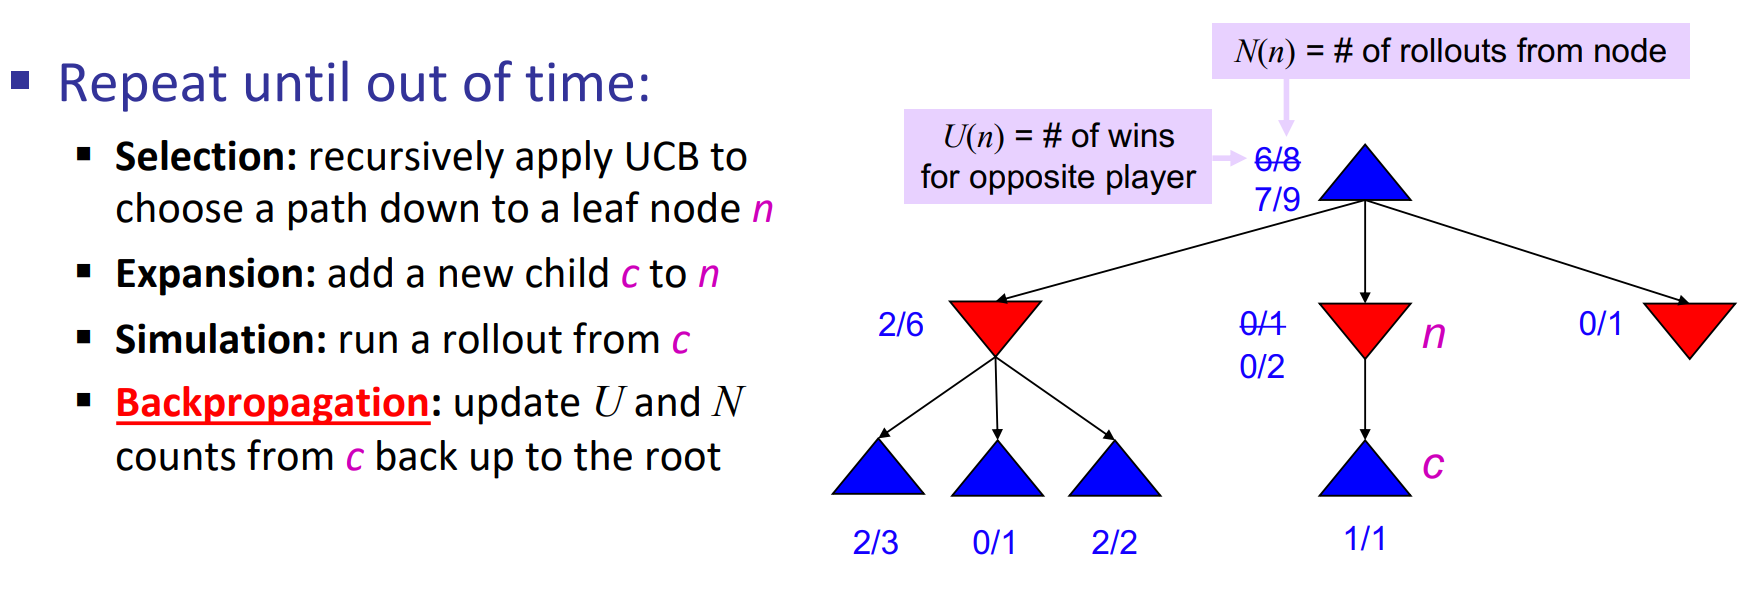 ▪ Repeat until out of time:
▪ Selection: recursively apply UCB to
choose a path down to a leaf node n
▪ Expansion: add a new child c to n
▪ Simulation: run a rollout from c
▪ Backpropagation: update U and N
counts from c back up to the root
N(n) = # of rollouts from node
U(n) = # of wins
for opposite player
6/8
7/9
2/6
0/1
0/2
n
0/1
c
2/3
0/1
2/2
1/1